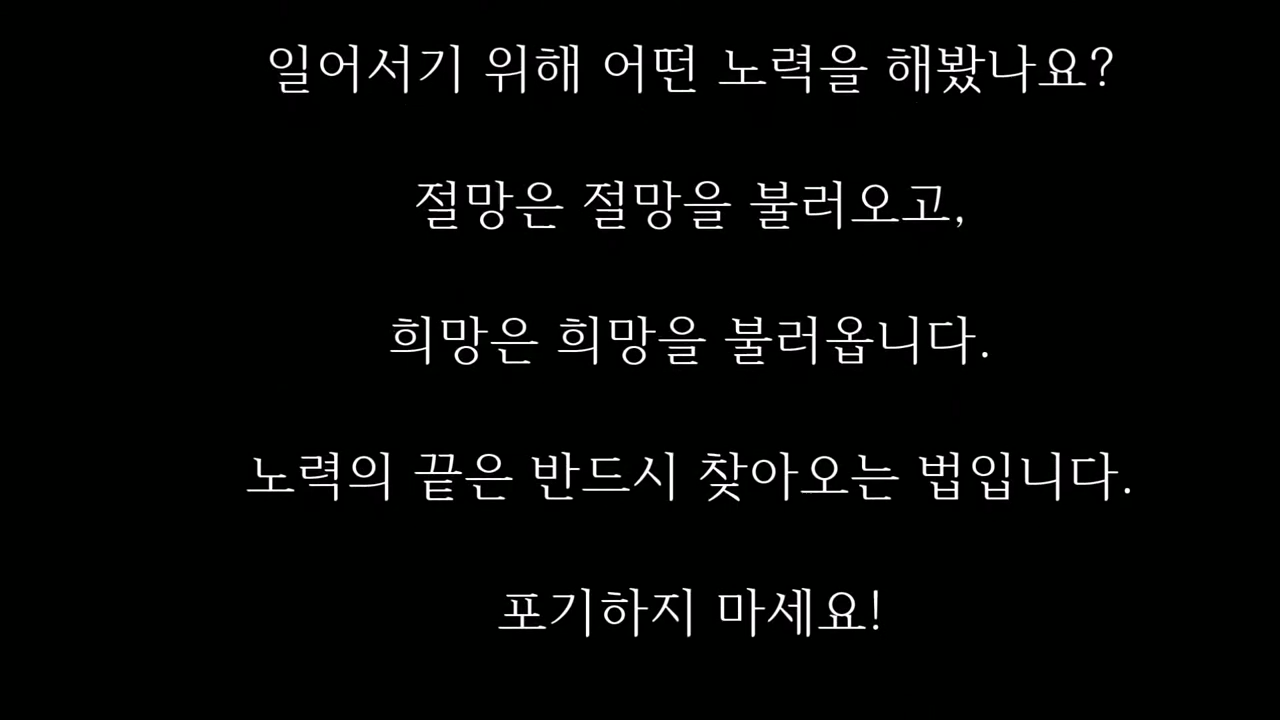 일어서기 위해 어떤 노력을 해봤나요?
절망은 절망을 불러오고,
희망은 희망을 불러옵니다.
노력의 끝은 반드시 찾아오는 법입니다.
포기하지 마세요!